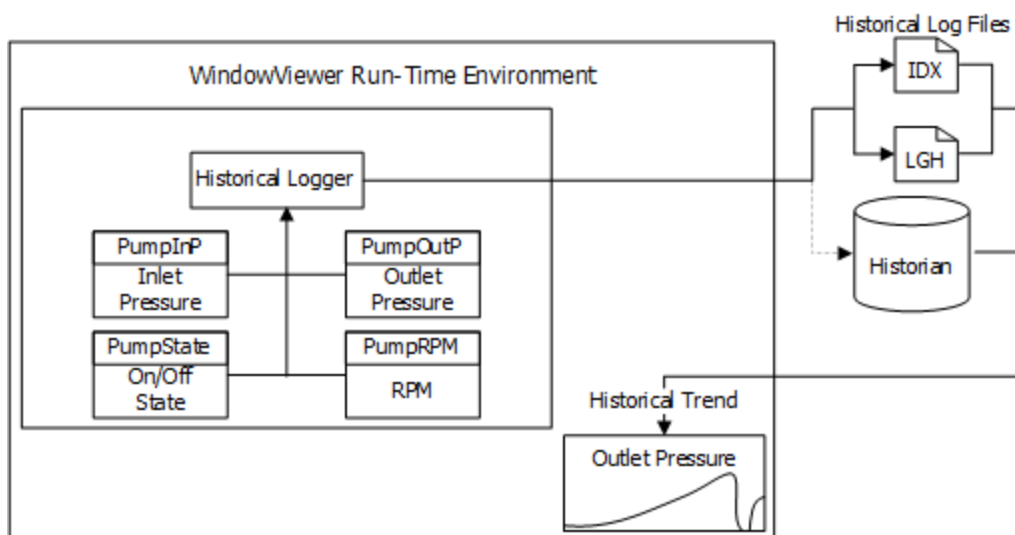 Historical Log Files
WindowViewer Run-Time Environment
IDX
LGH
Historical Logger
PumpInP
Inlet
Pressure
PumpOutP
Outlet
Pressure
Historian
PumpState
On/Off
State
PumpRPM
RPM
Historical Trend
Outlet Pressure